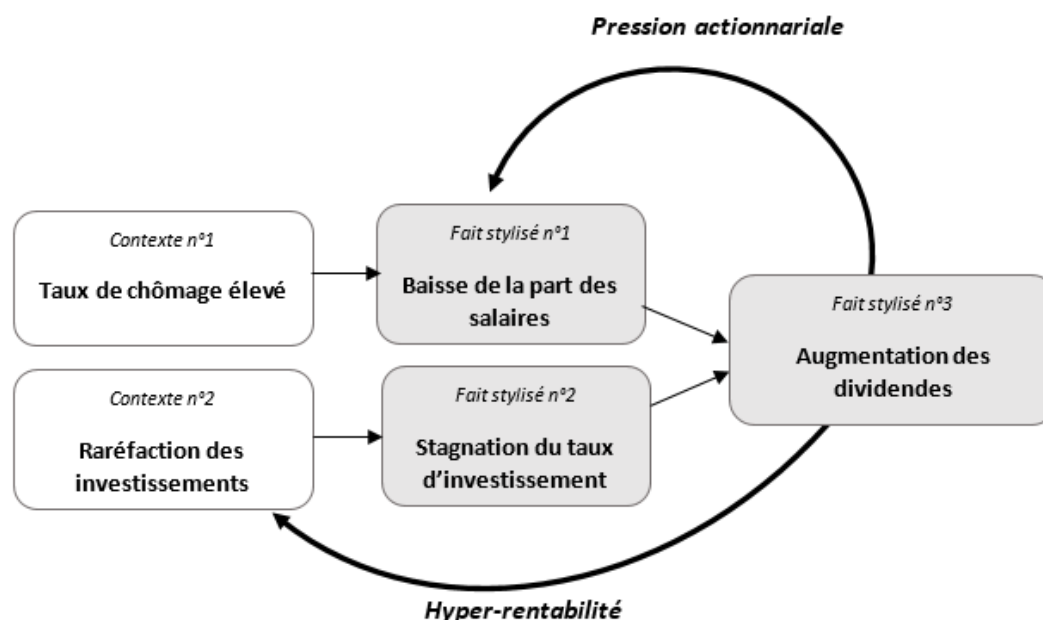 Pression actionnariale
Contexte n°1
Taux de chômage élevé
Fait stylisé n°1
Baisse de la part des
salaires
Contexte n°2
Raréfaction des
investissements
Fait stylisé n°2
Stagnation du taux
d’investissement
Fait stylisé n°3
Augmentation des
dividendes
Hyper-rentabilité